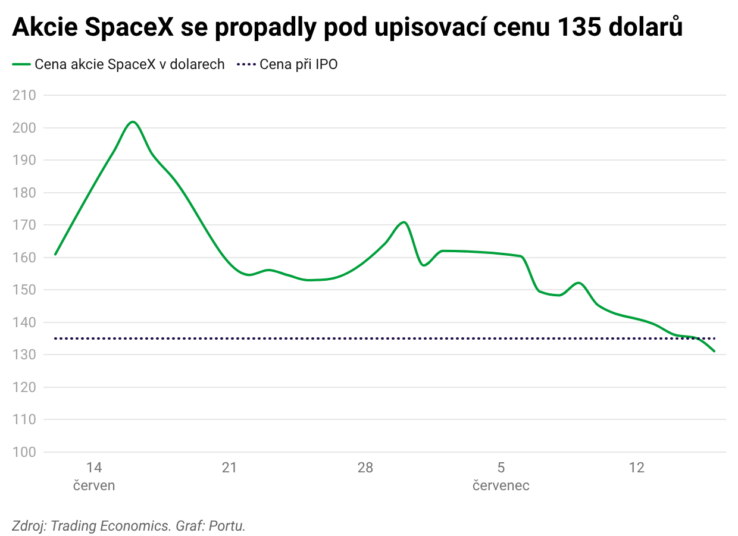 Akcie SpaceX se propadly pod upisovací cenu 135 dolarů
Cena akcie SpaceX v dolarech Cena při IPO
210
200
190
180
170
160
150
140
130
120
110
100
14 21 28 5 12
červen červenec
Zdroj: Trading Economics. Graf: Portu.